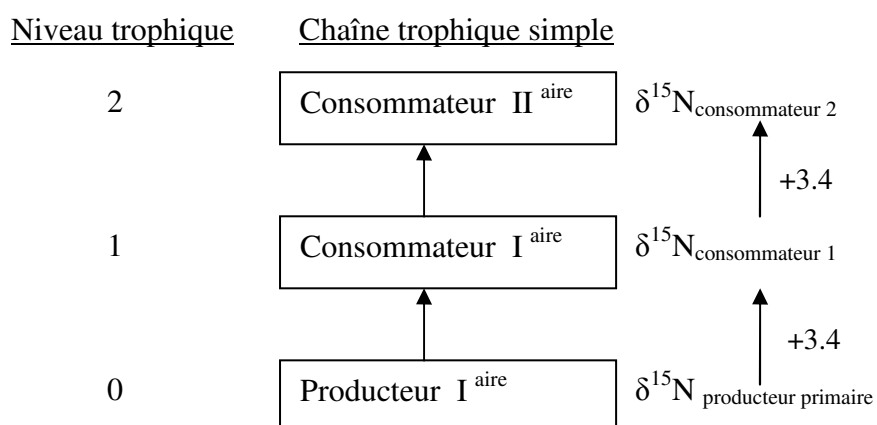 Niveau trophique Chaîne trophique simple
2 Consommateur II aire δ15Nconsommateur 2
+3.4
1 Consommateur I aire δ15Nconsommateur 1
+3.4
0 Producteur I aire δ15N producteur primaire